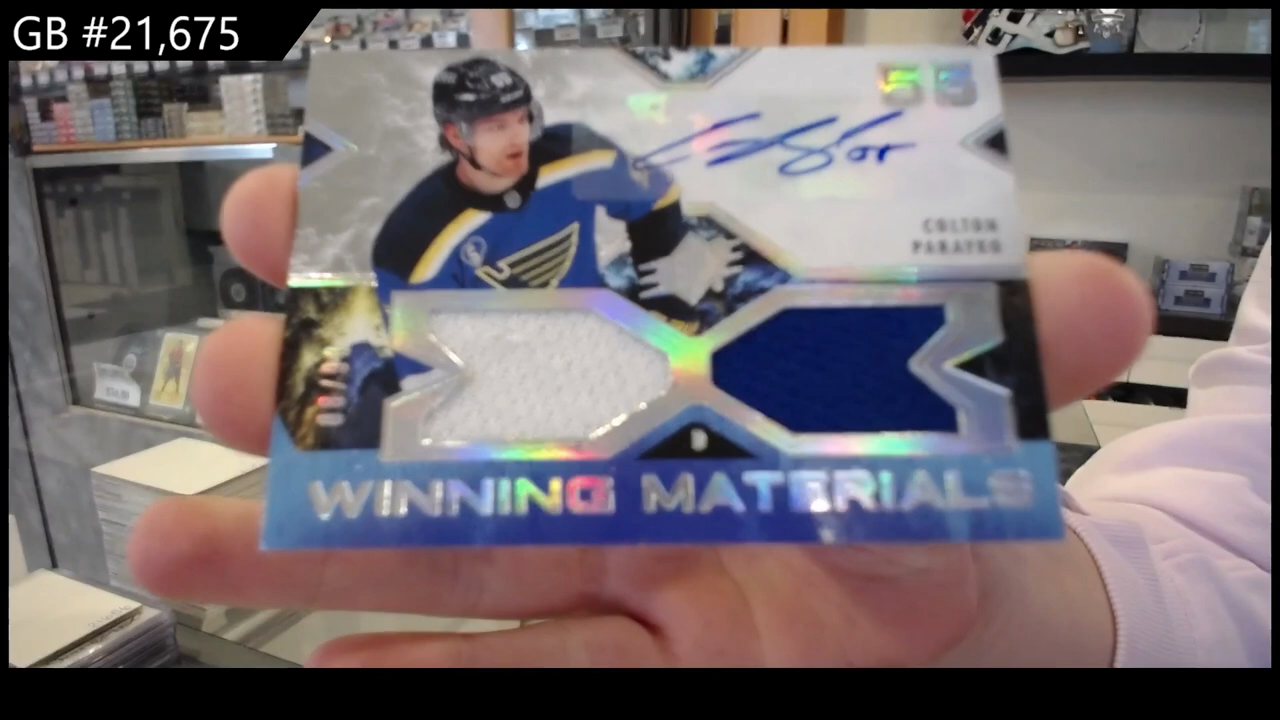 GB #21,675
55
COLTON
PARAYKO
D
WINNING MATERIALS